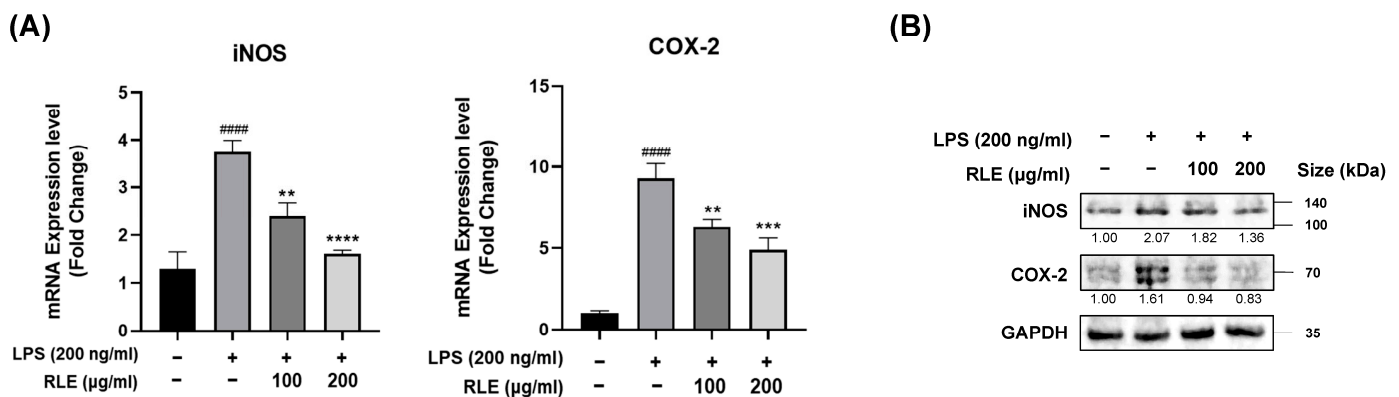 (A)
iNOS
mRNA Expression level
(Fold Change)
5
4
3
2
1
0
####
**
****
LPS (200 ng/ml) – + + +
RLE (μg/ml) – – 100 200
COX-2
mRNA Expression level
(Fold Change)
15
10
5
0
####
**
***
LPS (200 ng/ml) – + + +
RLE (μg/ml) – – 100 200
(B)
LPS (200 ng/ml) – + + +
RLE (μg/ml) – – 100 200 Size (kDa)
iNOS 140
100
1.00 2.07 1.82 1.36
COX-2 70
1.00 1.61 0.94 0.83
GAPDH 35